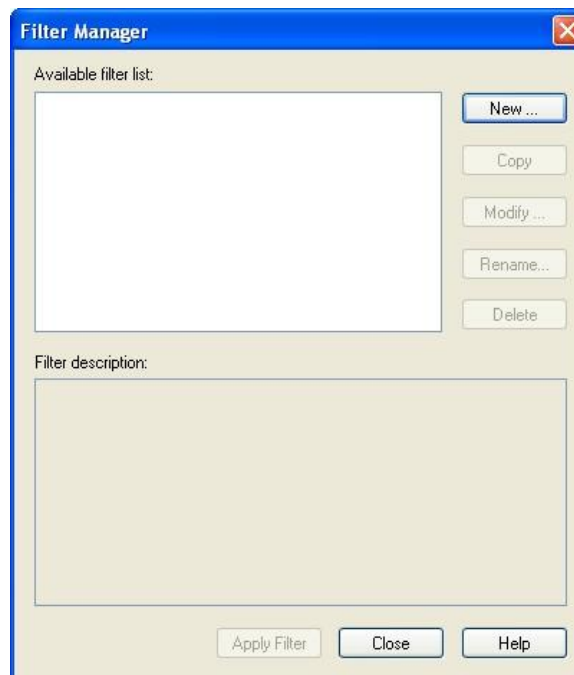 Filter Manager
Available filter list:
New ...
Copy
Modify ...
Rename...
Delete
Filter description:
Apply Filter
Close
Help